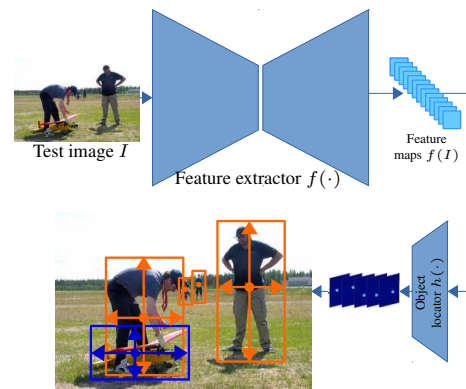 Test image I
Feature extractor f(·)
Feature
maps f(I)
Object
locator h(·)